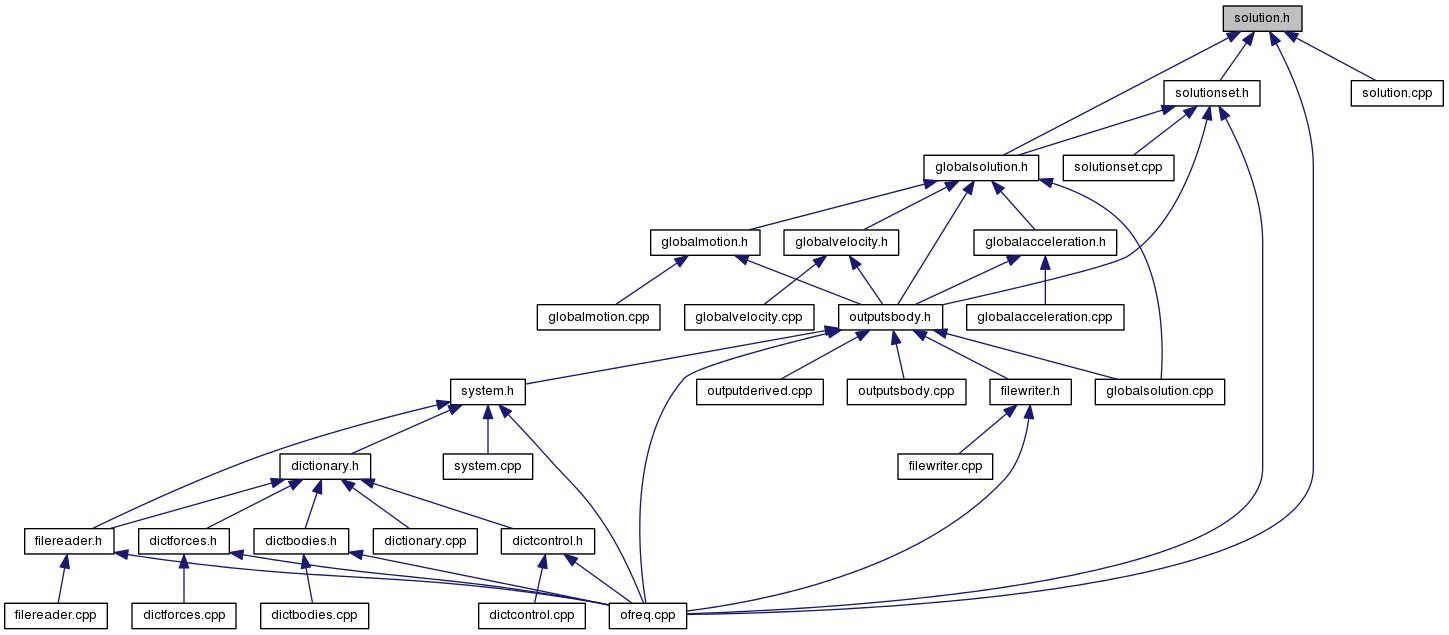 solution.h
solutionset.h
solution.cpp
globalsolution.h
solutionset.cpp
globalmotion.h
globalvelocity.h
globalacceleration.h
globalmotion.cpp
globalvelocity.cpp
outputsbody.h
globalacceleration.cpp
system.h
outputderived.cpp
outputsbody.cpp
filewriter.h
globalsolution.cpp
dictionary.h
system.cpp
filewriter.cpp
filereader.h
dictforces.h
dictbodies.h
dictionary.cpp
dictcontrol.h
filereader.cpp
dictforces.cpp
dictbodies.cpp
dictcontrol.cpp
ofreq.cpp